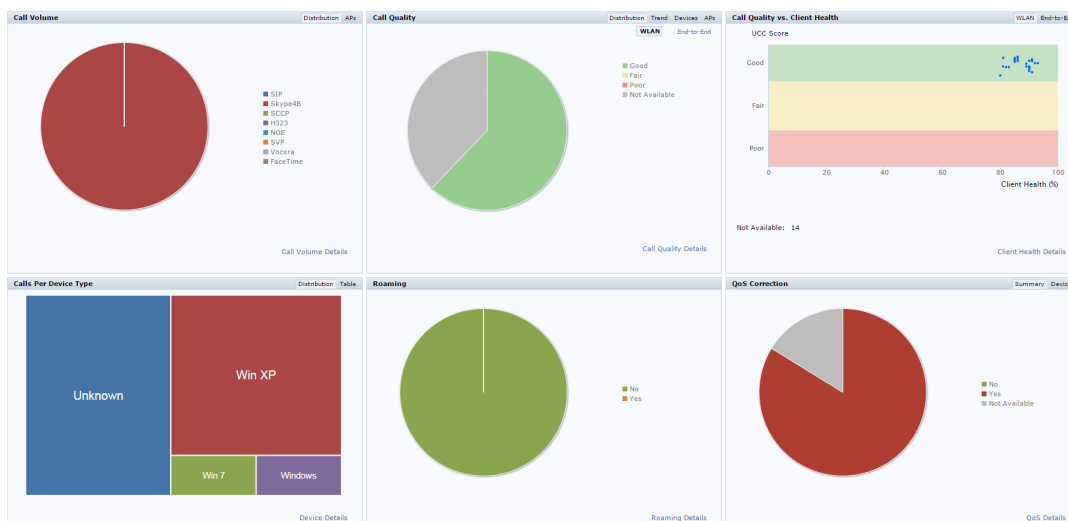 Call Volume
Distribution APs
SIP
Skype4B
SCCP
H323
NOE
SVP
Vocera
FaceTime
Call Volume Details
Call Quality
Distribution Trend Devices APs
WLAN End-to-End
Good
Fair
Poor
Not Available
Call Quality Details
Call Quality vs. Client Health
WLAN End-to-E
UCC Score
Good
Fair
Poor
0 20 40 60 80 100
Client Health (%)
Not Available: 14
Client Health Details
Calls Per Device Type
Distribution Table
Unknown
Win XP
Win 7
Windows
Device Details
Roaming
No
Yes
Roaming Details
QoS Correction
Summary Devic
No
Yes
Not Available
QoS Details